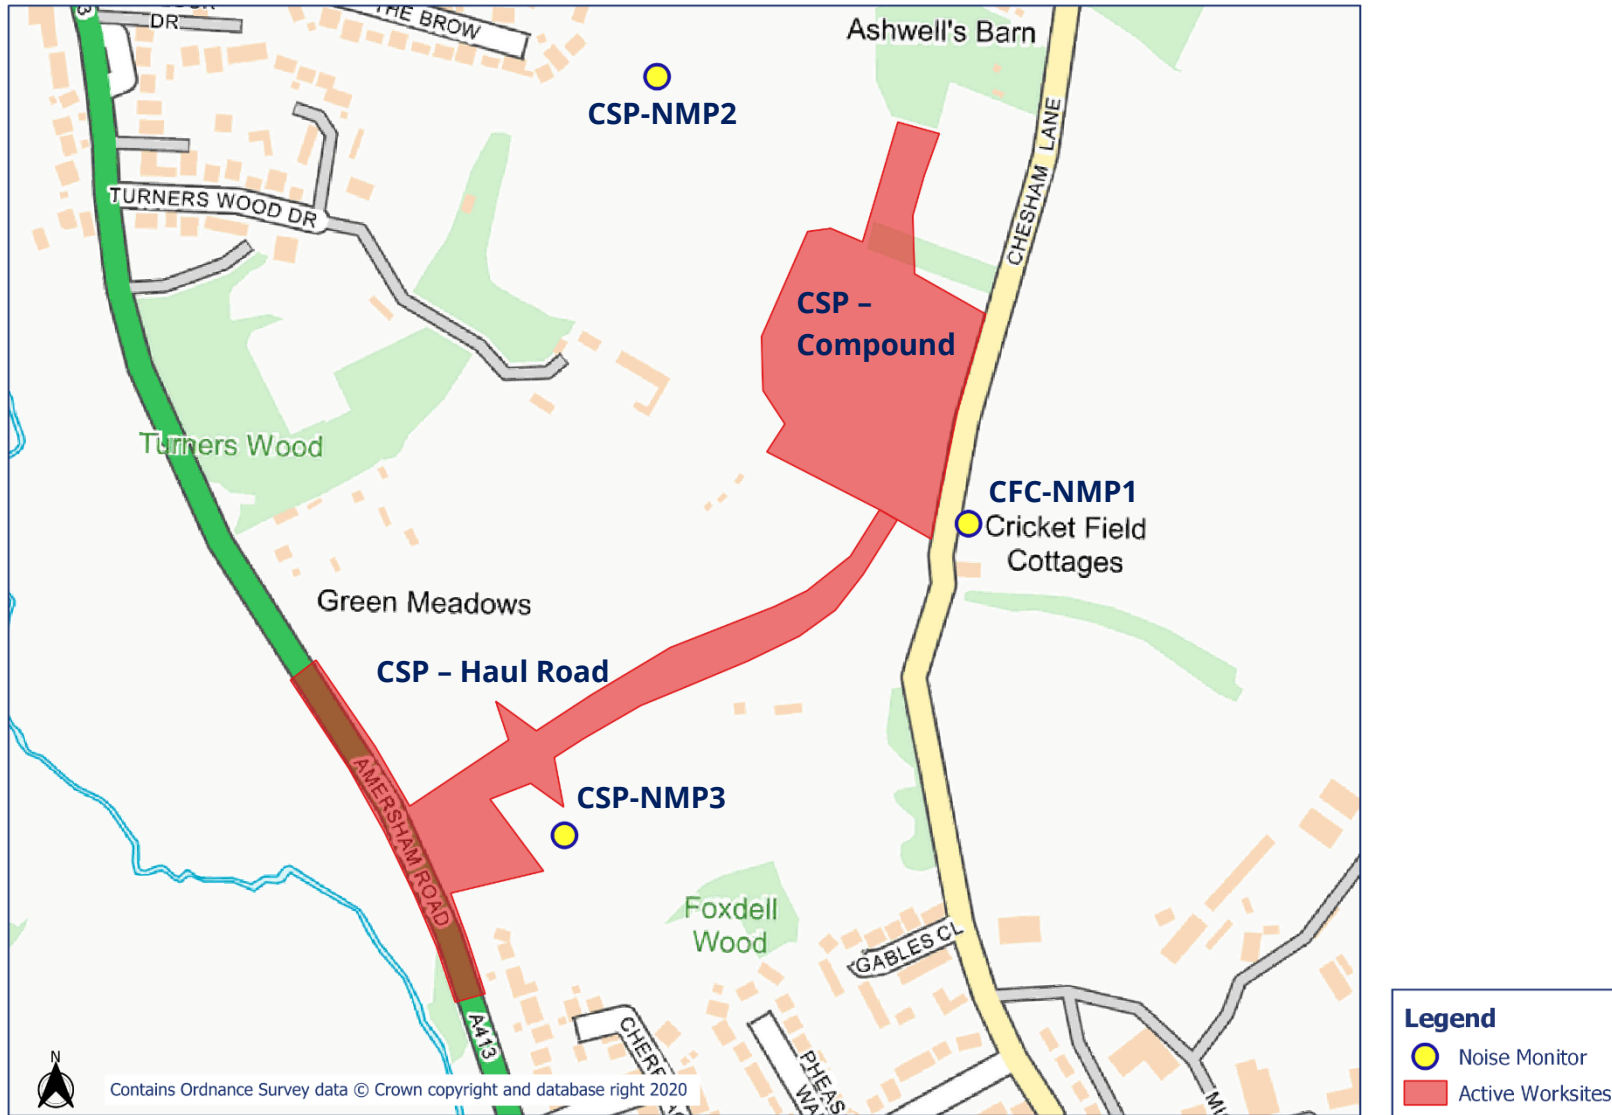 DR
THE BROW
Ashwell's Barn
CSP-NMP2
CHESHAM LANE
TURNERS WOOD DR
CSP –
Compound
Turners Wood
CFC-NMP1
Cricket Field
Cottages
Green Meadows
CSP – Haul Road
AMERSHAM ROAD
CSP-NMP3
Foxdell
Wood
GABLES CL
A413
N
Contains Ordnance Survey data © Crown copyright and database right 2020
Legend
Noise Monitor
Active Worksites